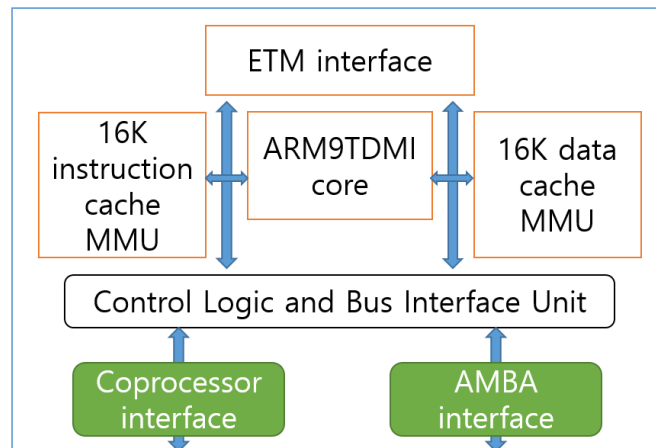 ETM interface
16K
instruction
cache
MMU
ARM9TDMI
core
16K data
cache
MMU
Control Logic and Bus Interface Unit
Coprocessor
interface
AMBA
interface